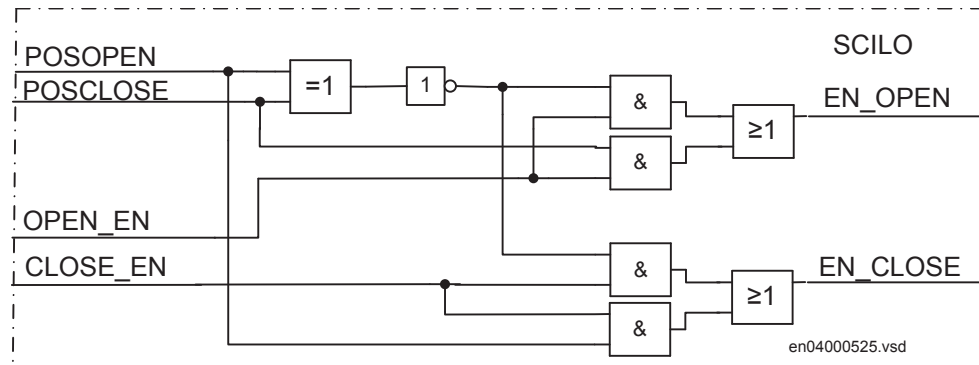 SCILO
POSOPEN
=1
1
POSCLOSE
&
EN_OPEN
≥1
&
OPEN_EN
CLOSE_EN
&
EN_CLOSE
≥1
&
en04000525.vsd